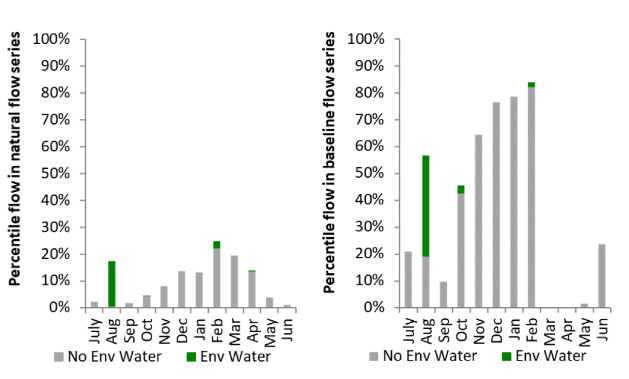 Percentile flow in natural flow series
100%
90%
80%
70%
60%
50%
40%
30%
20%
10%
0%
July
Aug
Sep
Oct
Nov
Dec
Jan
Feb
Mar
Apr
May
Jun
No Env Water
Env Water
Percentile flow in baseline flow series
100%
90%
80%
70%
60%
50%
40%
30%
20%
10%
0%
July
Aug
Sep
Oct
Nov
Dec
Jan
Feb
Mar
Apr
May
Jun
No Env Water
Env Water